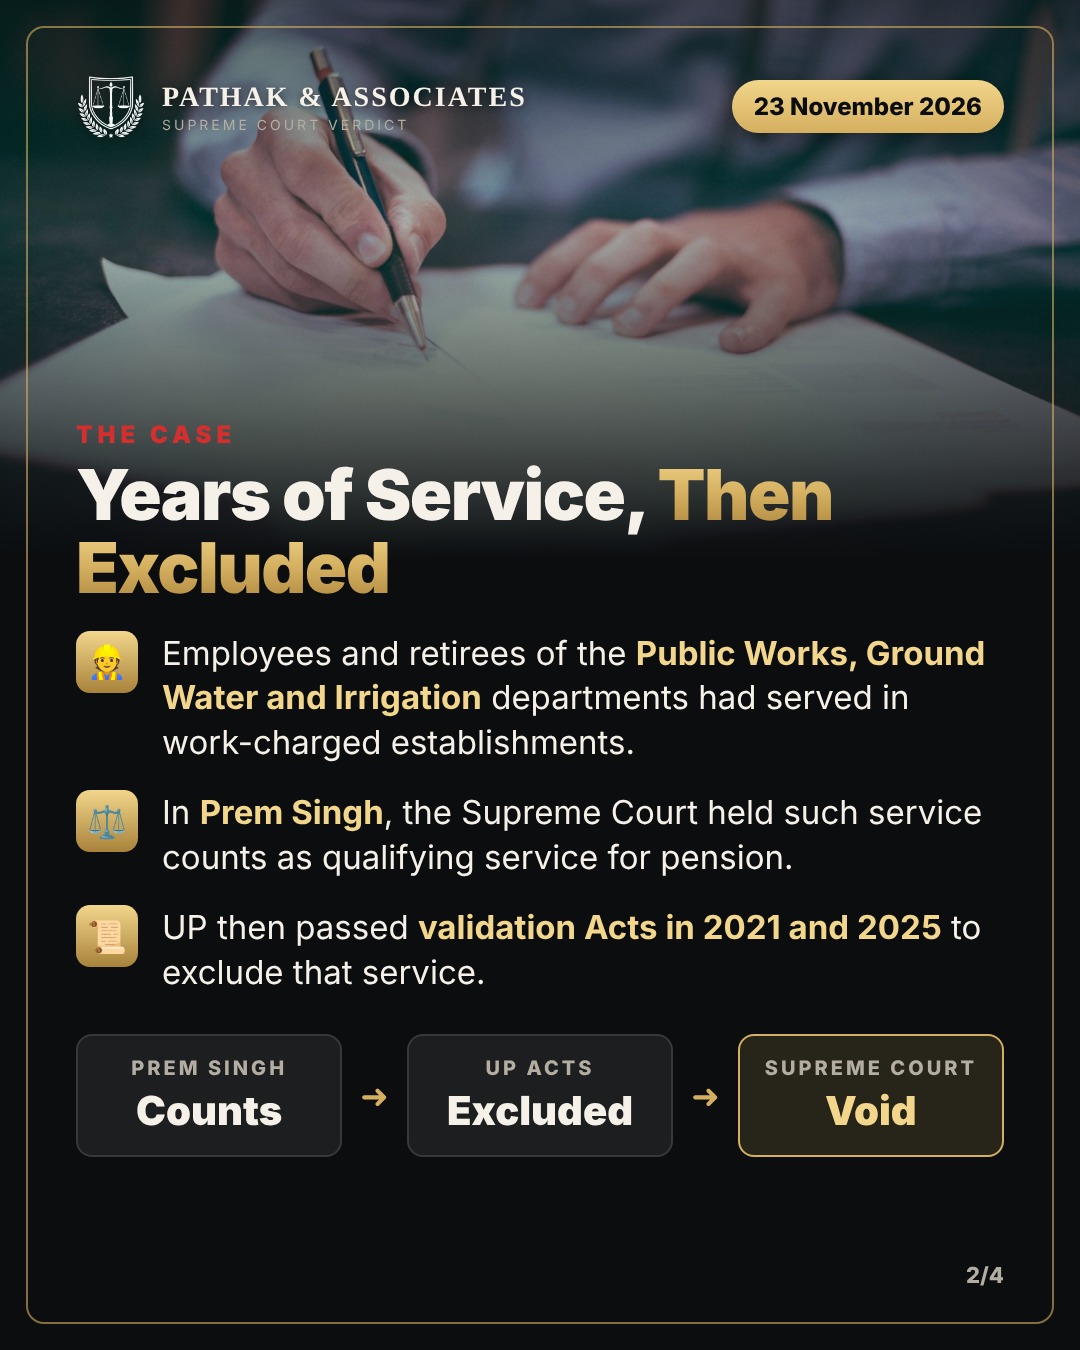 PATHAK & ASSOCIATES
SUPREME COURT VERDICT
23 November 2026
THE CASE
Years of Service, Then
Excluded
Employees and retirees of the Public Works, Ground
Water and Irrigation departments had served in
work-charged establishments.
In Prem Singh, the Supreme Court held such service
counts as qualifying service for pension.
UP then passed validation Acts in 2021 and 2025 to
exclude that service.
PREM SINGH
Counts
➜
UP ACTS
Excluded
➜
SUPREME COURT
Void
2/4